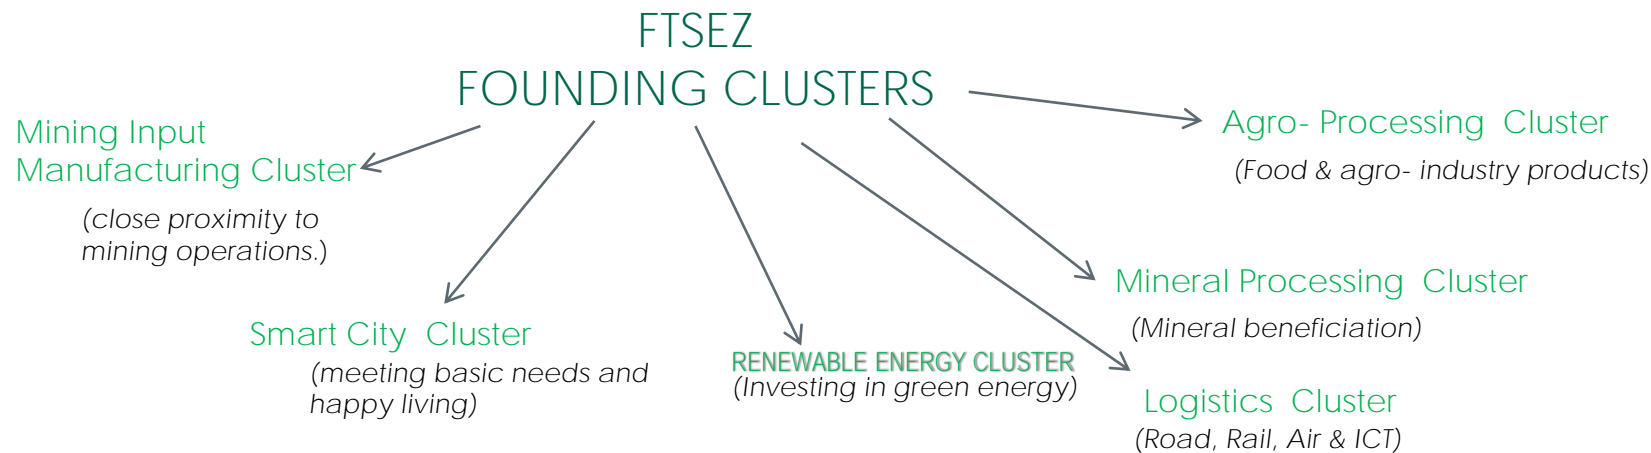 FTSEZ
FOUNDING CLUSTERS
Mining Input
Manufacturing Cluster
(close proximity to
mining operations.)
Smart City Cluster
(meeting basic needs and
happy living)
RENEWABLE ENERGY CLUSTER
(Investing in green energy)
Agro- Processing Cluster
(Food & agro- industry products)
Mineral Processing Cluster
(Mineral beneficiation)
Logistics Cluster
(Road, Rail, Air & ICT)